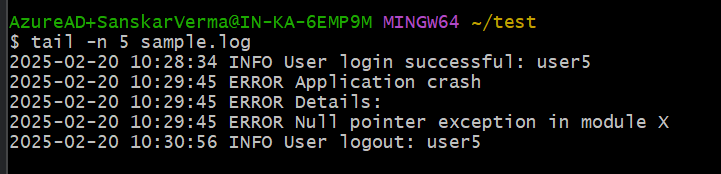 AzureAD+SanskarVerma@IN-KA-6EMP9M MINGW64 ~/test
$ tail -n 5 sample.log
2025-02-20 10:28:34 INFO User login successful: user5
2025-02-20 10:29:45 ERROR Application crash
2025-02-20 10:29:45 ERROR Details:
2025-02-20 10:29:45 ERROR Null pointer exception in module X
2025-02-20 10:30:56 INFO User logout: user5